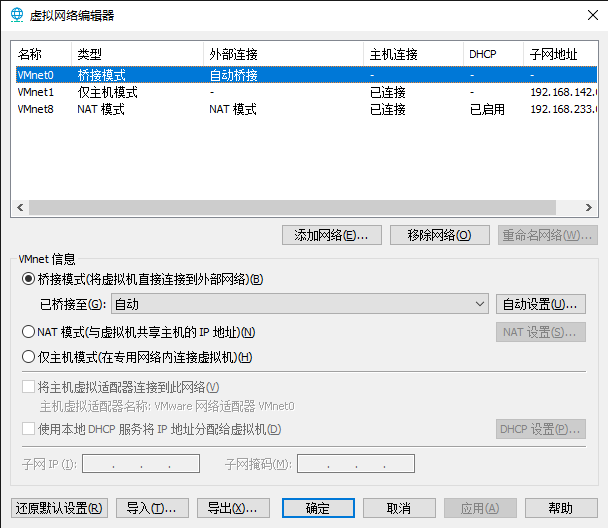 虚拟网络编辑器
名称 类型 外部连接 主机连接 DHCP 子网地址
VMnet0 桥接模式 自动桥接 - - -
VMnet1 仅主机模式 - 已连接 - 192.168.142.0
VMnet8 NAT 模式 NAT 模式 已连接 已启用 192.168.233.0
添加网络(E)... 移除网络(O) 重命名网络(W)...
VMnet 信息
桥接模式(将虚拟机直接连接到外部网络)(B)
已桥接至(G): 自动 自动设置(U)...
NAT 模式(与虚拟机共享主机的 IP 地址)(N) NAT 设置(S)...
仅主机模式(在专用网络内连接虚拟机)(H)
将主机虚拟适配器连接到此网络(V)
主机虚拟适配器名称: VMware 网络适配器 VMnet0
使用本地 DHCP 服务将 IP 地址分配给虚拟机(D) DHCP 设置(P)...
子网 IP (I): . . . 子网掩码(M): . . .
还原默认设置(R) 导入(T)... 导出(X)... 确定 取消 应用(A) 帮助